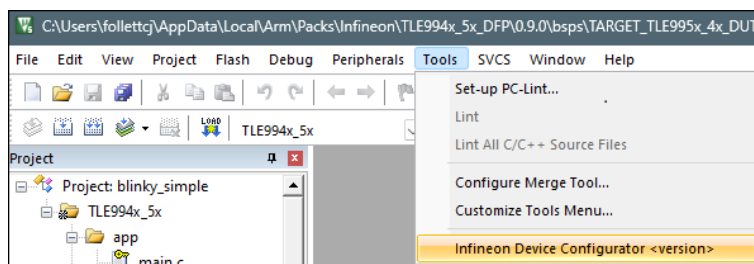 C:\Users\follettcj\AppData\Local\Arm\Packs\Infineon\TLE994x_5x_DFP\0.9.0\bsps\TARGET_TLE995x_4x_DUT
File Edit View Project Flash Debug Peripherals Tools SVCS Window Help
LOAD
TLE994x_5x
Project
Project: blinky_simple
TLE994x_5x
app
main.c
Set-up PC-Lint...
Lint
Lint All C/C++ Source Files
Configure Merge Tool...
Customize Tools Menu...
Infineon Device Configurator <version>